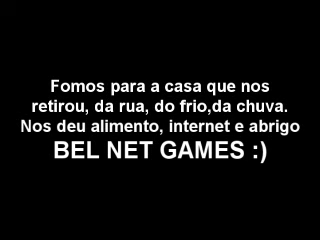 Fomos para a casa que nos
retirou, da rua, do frio,da chuva.
Nos deu alimento, internet e abrigo
BEL NET GAMES :)